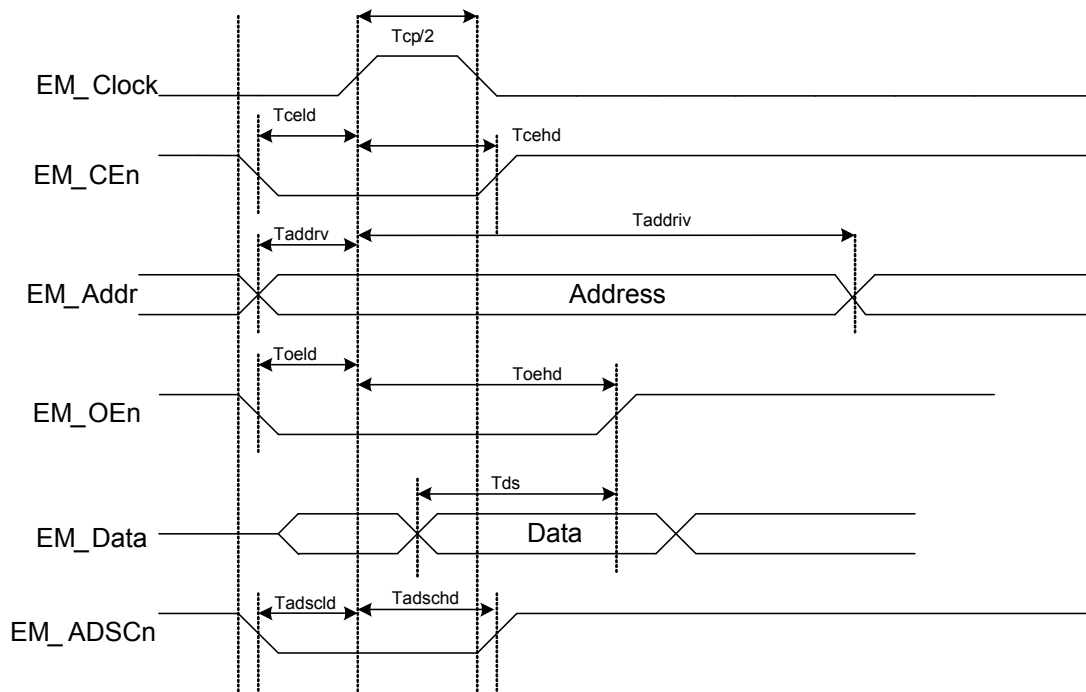 Tcp/2
EM_Clock
Tceld
Tcehd
EM_CEn
Taddrv
Taddriv
EM_Addr
Address
Toeld
Toehd
EM_OEn
Tds
EM_Data
Data
Tadscld
Tadschd
EM_ADSCn